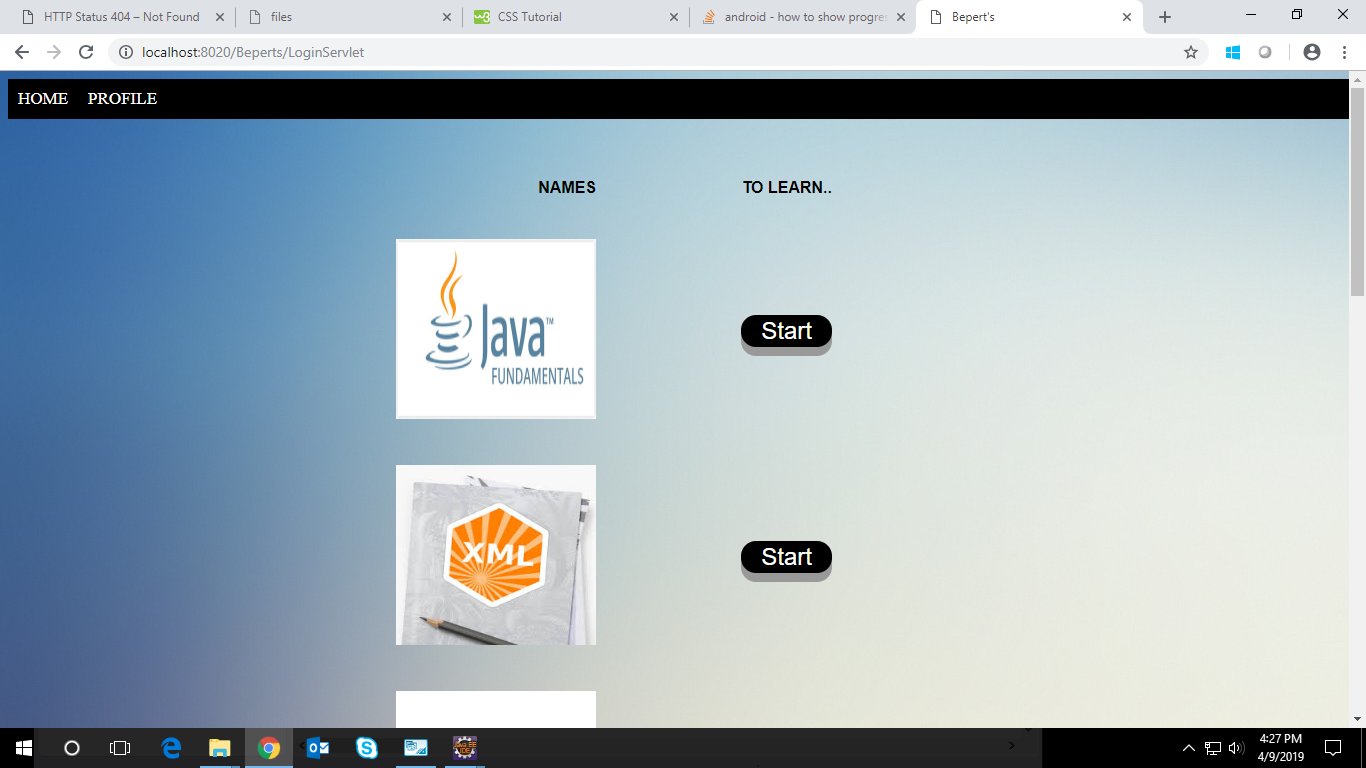 HTTP Status 404 – Not Found
files
CSS Tutorial
android - how to show progres
Bepert's
localhost:8020/Beperts/LoginServlet
HOME PROFILE
NAMES TO LEARN..
Java™
FUNDAMENTALS
Start
XML
Start
4:27 PM
4/9/2019